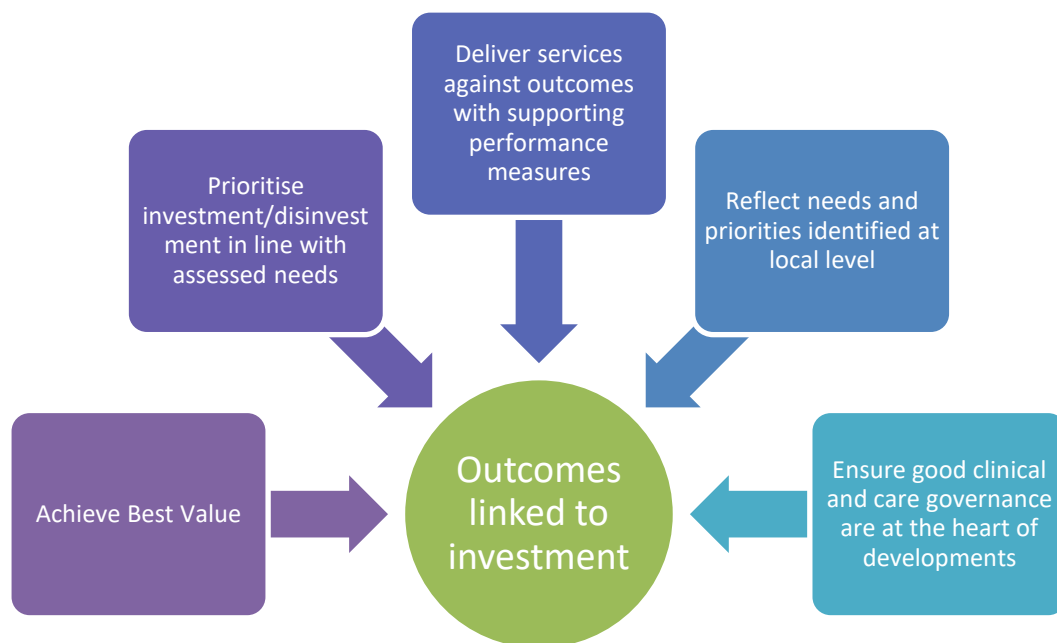 Deliver services
against outcomes
with supporting
performance
measures
Prioritise
investment/disinvest
ment in line with
assessed needs
Reflect needs and
priorities identified at
local level
Achieve Best Value
Outcomes
linked to
investment
Ensure good clinical
and care governance
are at the heart of
developments